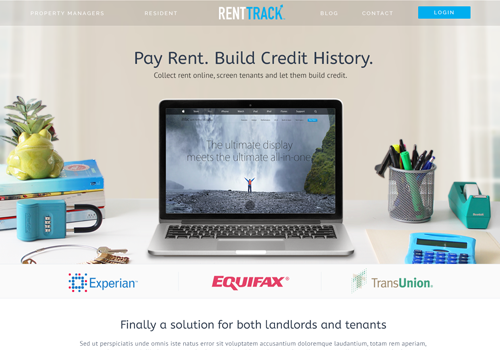 PROPERTY MANAGERS
RESIDENT
RENTTRACK
BLOG
CONTACT
LOGIN
Pay Rent. Build Credit History.
Collect rent online, screen tenants and let them build credit.
The ultimate display
meets the ultimate all-in-one.
Experian
EQUIFAX
TransUnion.
Finally a solution for both landlords and tenants
Sed ut perspiciatis unde omnis iste natus error sit voluptatem accusantium doloremque laudantium, totam rem aperiam,